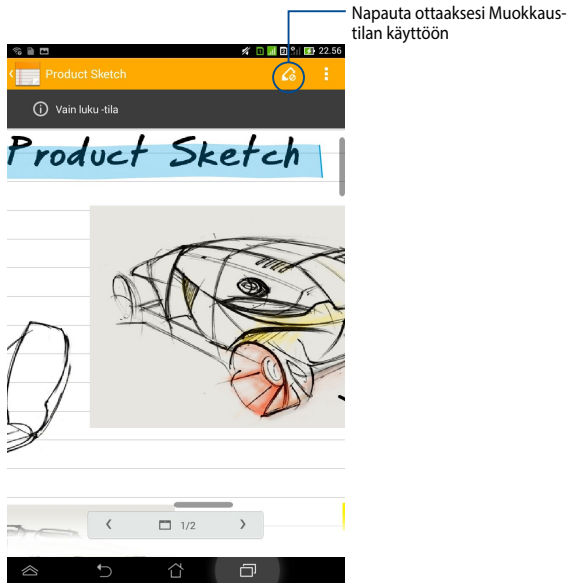 Napauta ottaaksesi Muokkaus-
tilan käyttöön
22.56
Product Sketch
Vain luku -tila
Product Sketch
1/2